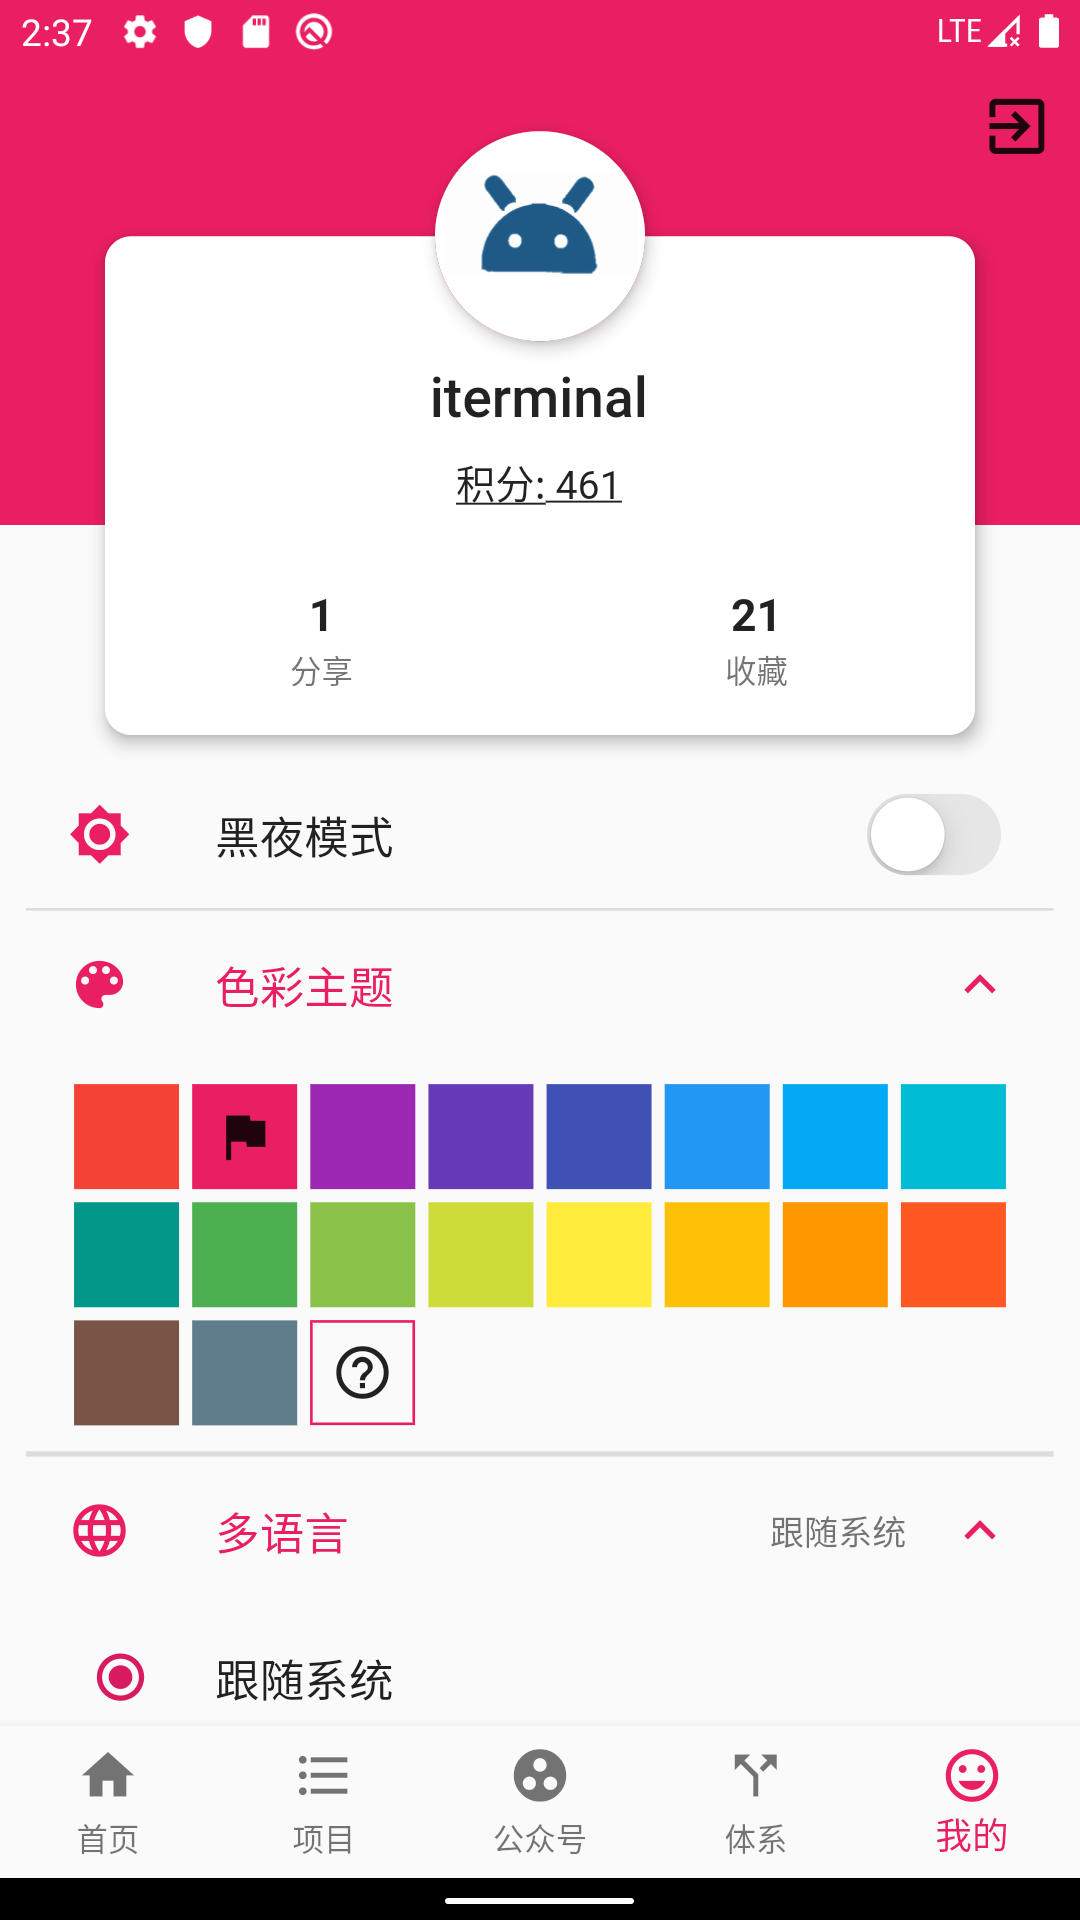 2:37
LTE
iterminal
积分: 461
1
21
分享
收藏
黑夜模式
色彩主题
多语言
跟随系统
跟随系统
首页
项目
公众号
体系
我的